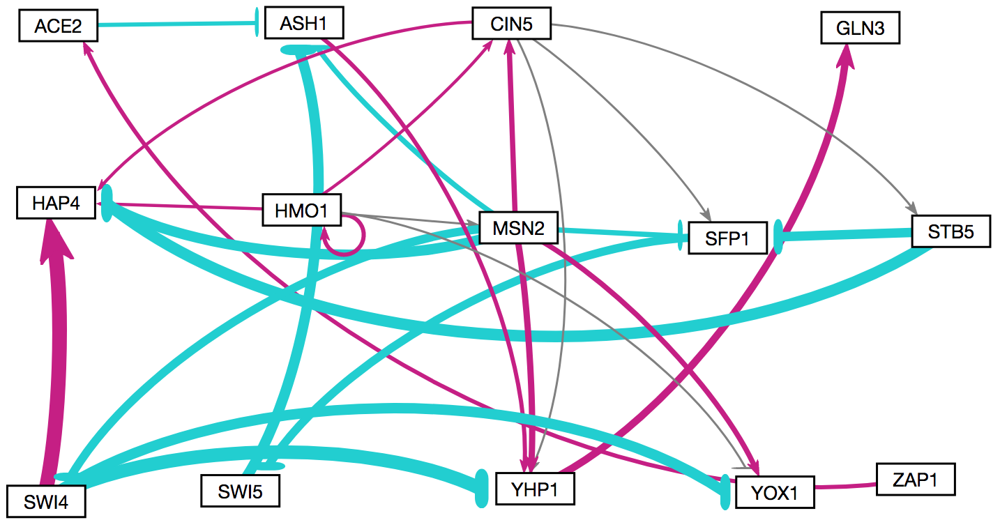 ACE2
ASH1
CIN5
GLN3
HAP4
HMO1
MSN2
SFP1
STB5
SWI4
SWI5
YHP1
YOX1
ZAP1